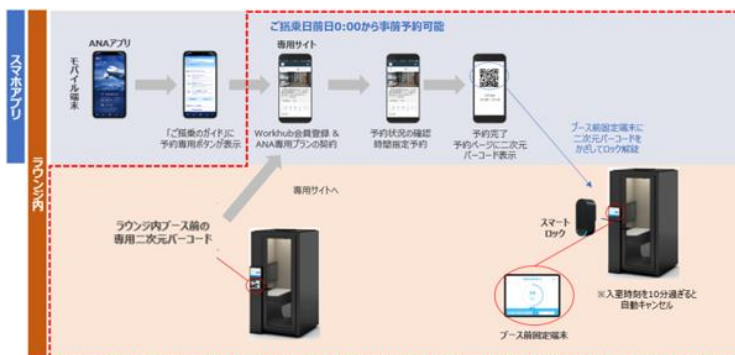 スマホアプリ
ラウンジ内
モバイル端末
ANAアプリ
「ご搭乗のガイド」に
予約専用ボタンが表示
ご搭乗日前日0:00から事前予約可能
専用サイト
Workhub会員登録 &
ANA専用プランの契約
予約状況の確認
時間指定予約
予約完了
予約ページに二次元
バーコード表示
ブース前固定端末に
二次元バーコードを
かざしてロック解錠
専用サイトへ
ラウンジ内ブース前の
専用二次元バーコード
スマート
ロック
※入室時刻を10分過ぎると
自動キャンセル
ブース前固定端末